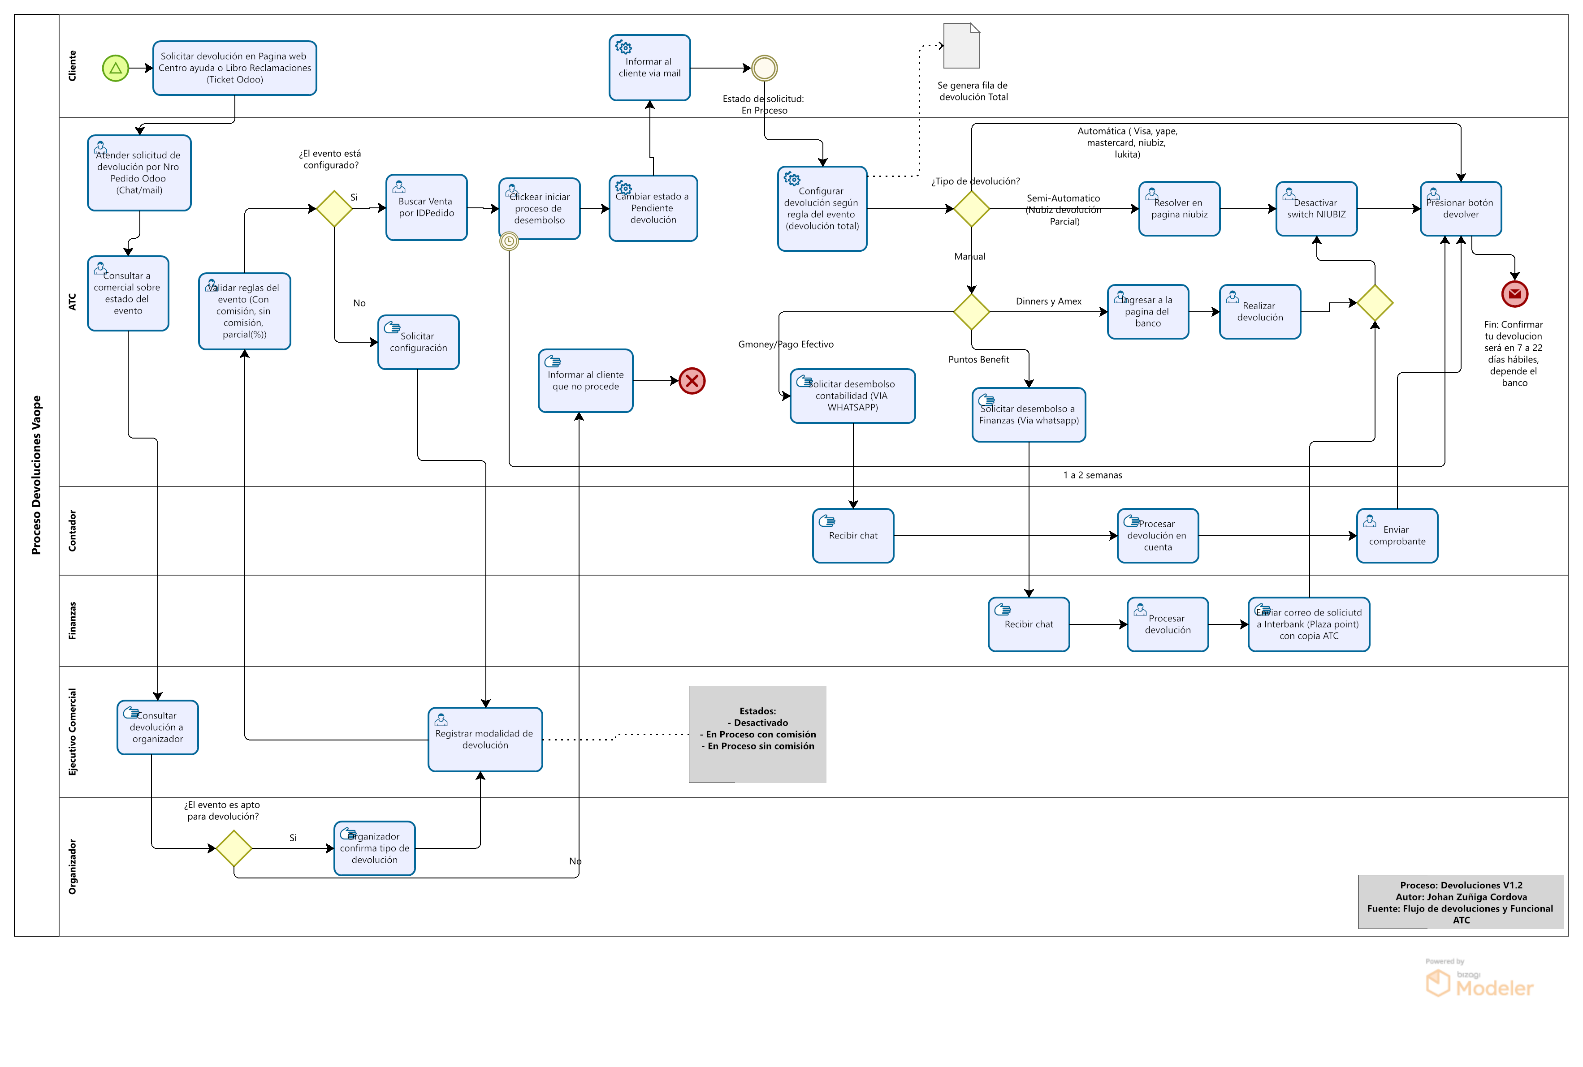 Proceso Devoluciones Vaope
Cliente
Solicitar devolución en Pagina web
Centro ayuda o Libro Reclamaciones
(Ticket Odoo)
Informar al
cliente via mail
Estado de solicitud:
En Proceso
Se genera fila de
devolución Total
ATC
Atender solicitud de
devolución por Nro
Pedido Odoo
(Chat/mail)
Consultar a
comercial sobre
estado del
evento
Validar reglas del
evento (Con
comisión, sin
comisión,
parcial(%))
¿El evento está
configurado?
Si
No
Buscar Venta
por IDPedido
Clickear iniciar
proceso de
desembolso
Cambiar estado a
Pendiente
devolución
Solicitar
configuración
Informar al cliente
que no procede
Configurar
devolución según
regla del evento
(devolución total)
¿Tipo de devolución?
Automática ( Visa, yape,
mastercard, niubiz,
lukita)
Semi-Automatico
(Nubiz devolución
Parcial)
Manual
Resolver en
pagina niubiz
Desactivar
switch NIUBIZ
Presionar botón
devolver
Dinners y Amex
Ingresar a la
pagina del
banco
Realizar
devolución
Gmoney/Pago Efectivo
Puntos Benefit
Solicitar desembolso
contabilidad (VIA
WHATSAPP)
Solicitar desembolso a
Finanzas (Via whatsapp)
Fin: Confirmar
tu devolucion
será en 7 a 22
días hábiles,
depende el
banco
1 a 2 semanas
Contador
Recibir chat
Procesar
devolución en
cuenta
Enviar
comprobante
Finanzas
Recibir chat
Procesar
devolución
Enviar correo de soliciutd
a Interbank (Plaza point)
con copia ATC
Ejecutivo Comercial
Consultar
devolución a
organizador
Registrar modalidad de
devolución
Estados:
- Desactivado
- En Proceso con comisión
- En Proceso sin comisión
Organizador
¿El evento es apto
para devolución?
Si
No
Organizador
confirma tipo de
devolución
Proceso: Devoluciones V1.2
Autor: Johan Zuñiga Cordova
Fuente: Flujo de devoluciones y Funcional
ATC
Powered by
bizagi
Modeler